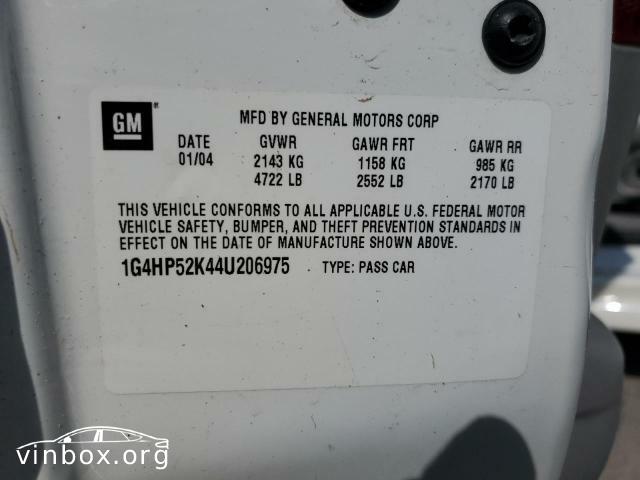 GM
MFD BY GENERAL MOTORS CORP
DATE GVWR GAWR FRT GAWR RR
01/04 2143 KG 1158 KG 985 KG
4722 LB 2552 LB 2170 LB
THIS VEHICLE CONFORMS TO ALL APPLICABLE U.S. FEDERAL MOTOR
VEHICLE SAFETY, BUMPER, AND THEFT PREVENTION STANDARDS IN
EFFECT ON THE DATE OF MANUFACTURE SHOWN ABOVE.
1G4HP52K44U206975 TYPE: PASS CAR
vinbox.org